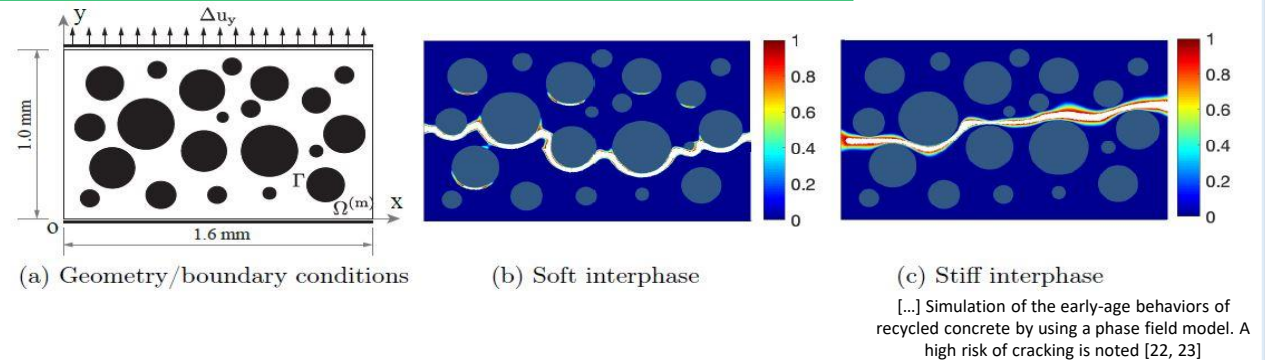 y
Δu_y
1.0 mm
Γ
Ω^(m)
o
x
1.6 mm
1
0.8
0.6
0.4
0.2
0
1
0.8
0.6
0.4
0.2
0
(a) Geometry/boundary conditions
(b) Soft interphase
(c) Stiff interphase
[...] Simulation of the early-age behaviors of
recycled concrete by using a phase field model. A
high risk of cracking is noted [22, 23]